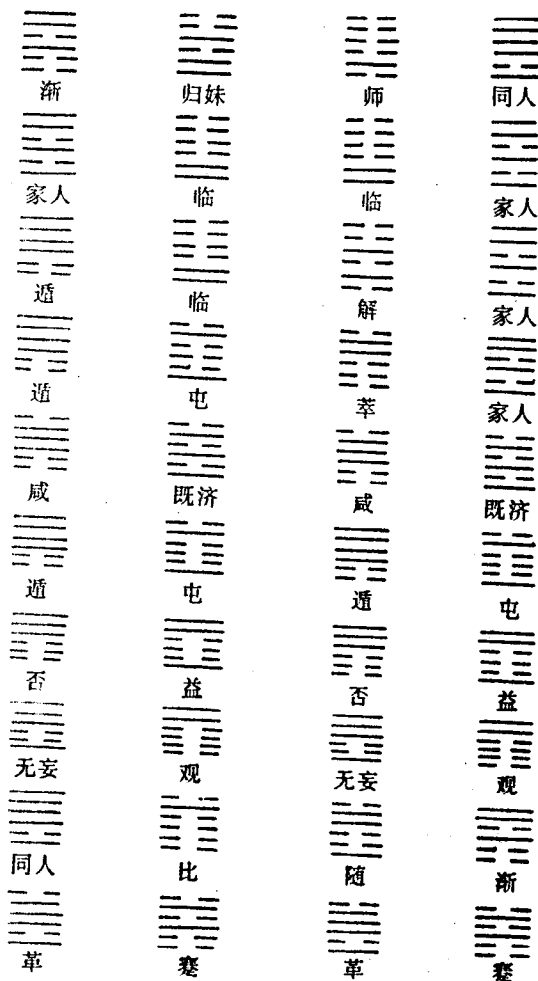 渐 归妹 师 同人
家人 临 临 家人
遁 临 解 家人
遁 屯 萃 家人
咸 既济 咸 既济
遁 屯 遁 屯
否 益 否 益
无妄 观 无妄 观
同人 比 随 渐
革 蹇 革 蹇